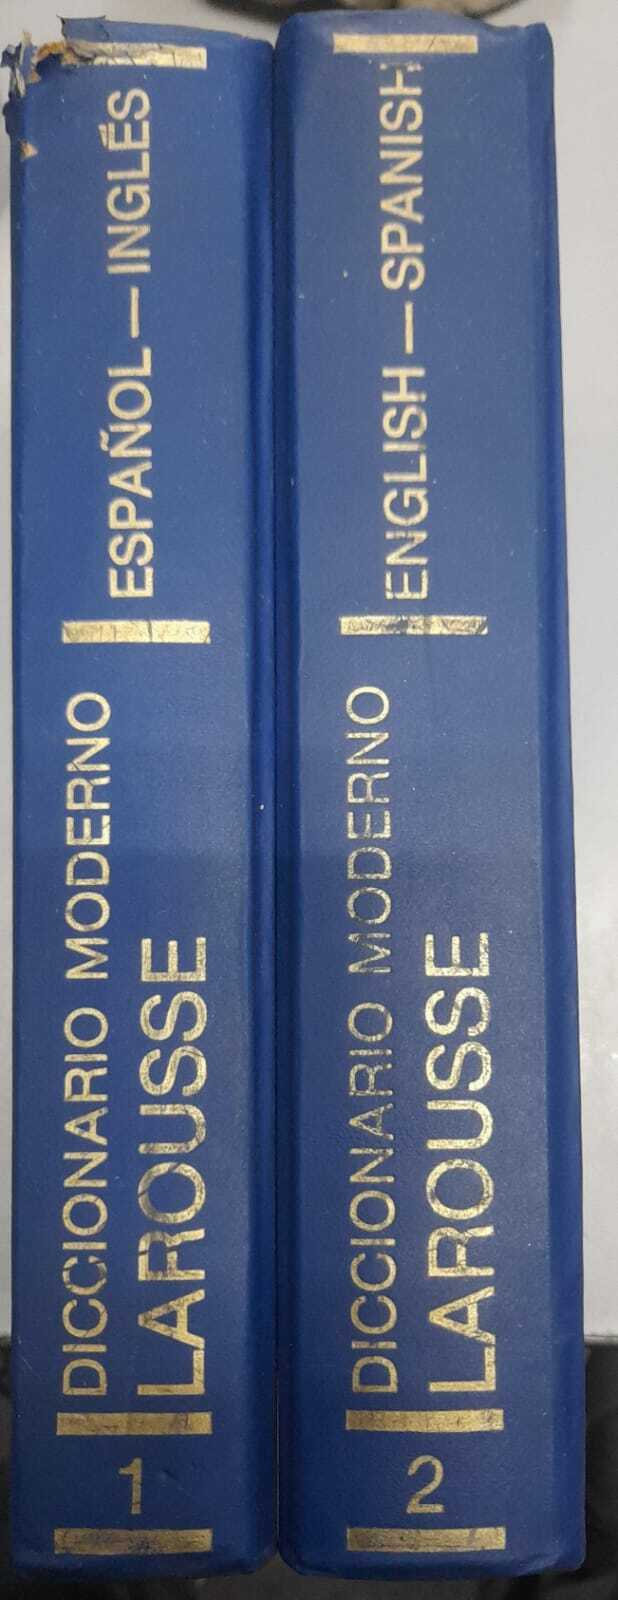 1
DICCIONARIO MODERNO
LAROUSSE
ESPAÑOL — INGLÉS
2
DICCIONARIO MODERNO
LAROUSSE
ENGLISH — SPANISH